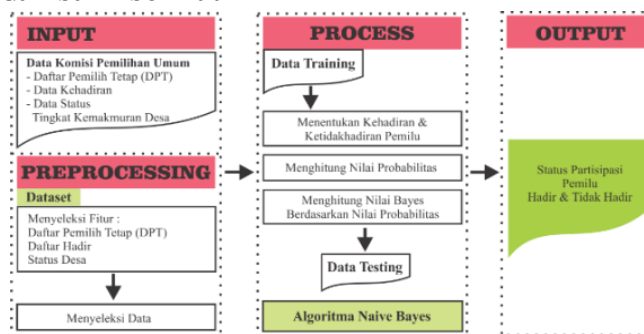 INPUT
Data Komisi Pemilihan Umum
- Daftar Pemilih Tetap (DPT)
- Data Kehadiran
- Data Status
Tingkat Kemakmuran Desa
PREPROCESSING
Dataset
Menyeleksi Fitur :
Daftar Pemilih Tetap (DPT)
Daftar Hadir
Status Desa
Menyeleksi Data
PROCESS
Data Training
Menentukan Kehadiran &
Ketidakhadiran Pemilu
Menghitung Nilai Probabilitas
Menghitung Nilai Bayes
Berdasarkan Nilai Probabilitas
Data Testing
Algoritma Naive Bayes
OUTPUT
Status Partisipasi
Pemilu
Hadir & Tidak Hadir